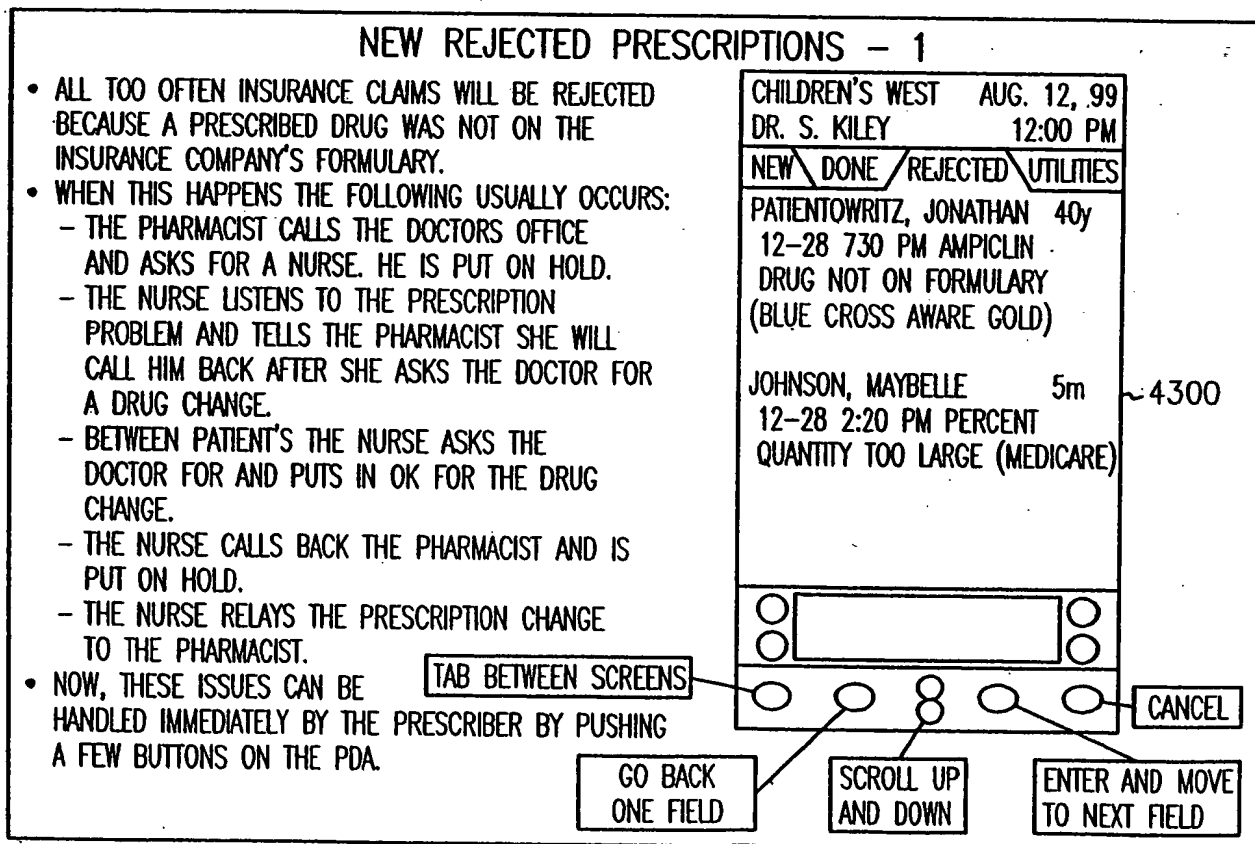 NEW REJECTED PRESCRIPTIONS – 1
• ALL TOO OFTEN INSURANCE CLAIMS WILL BE REJECTED
BECAUSE A PRESCRIBED DRUG WAS NOT ON THE
INSURANCE COMPANY'S FORMULARY.
• WHEN THIS HAPPENS THE FOLLOWING USUALLY OCCURS:
– THE PHARMACIST CALLS THE DOCTORS OFFICE
AND ASKS FOR A NURSE. HE IS PUT ON HOLD.
– THE NURSE LISTENS TO THE PRESCRIPTION
PROBLEM AND TELLS THE PHARMACIST SHE WILL
CALL HIM BACK AFTER SHE ASKS THE DOCTOR FOR
A DRUG CHANGE.
– BETWEEN PATIENT'S THE NURSE ASKS THE
DOCTOR FOR AND PUTS IN OK FOR THE DRUG
CHANGE.
– THE NURSE CALLS BACK THE PHARMACIST AND IS
PUT ON HOLD.
– THE NURSE RELAYS THE PRESCRIPTION CHANGE
TO THE PHARMACIST.
• NOW, THESE ISSUES CAN BE
HANDLED IMMEDIATELY BY THE PRESCRIBER BY PUSHING
A FEW BUTTONS ON THE PDA.
CHILDREN'S WEST AUG. 12, 99
DR. S. KILEY 12:00 PM
NEW DONE REJECTED UTILITIES
PATIENTOWRITZ, JONATHAN 40y
12–28 730 PM AMPICLIN
DRUG NOT ON FORMULARY
(BLUE CROSS AWARE GOLD)
JOHNSON, MAYBELLE 5m
12–28 2:20 PM PERCENT
QUANTITY TOO LARGE (MEDICARE)
4300
TAB BETWEEN SCREENS
CANCEL
GO BACK
ONE FIELD
SCROLL UP
AND DOWN
ENTER AND MOVE
TO NEXT FIELD